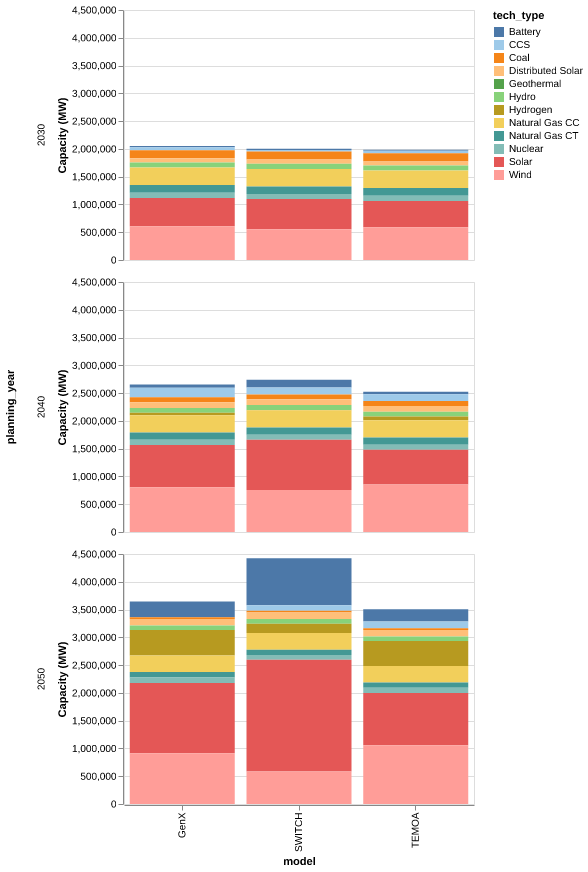 tech_type
Battery
CCS
Coal
Distributed Solar
Geothermal
Hydro
Hydrogen
Natural Gas CC
Natural Gas CT
Nuclear
Solar
Wind
planning_year
2030
Capacity (MW)
4,500,000
4,000,000
3,500,000
3,000,000
2,500,000
2,000,000
1,500,000
1,000,000
500,000
0
2040
Capacity (MW)
4,500,000
4,000,000
3,500,000
3,000,000
2,500,000
2,000,000
1,500,000
1,000,000
500,000
0
2050
Capacity (MW)
4,500,000
4,000,000
3,500,000
3,000,000
2,500,000
2,000,000
1,500,000
1,000,000
500,000
0
GenX
SWITCH
TEMOA
model